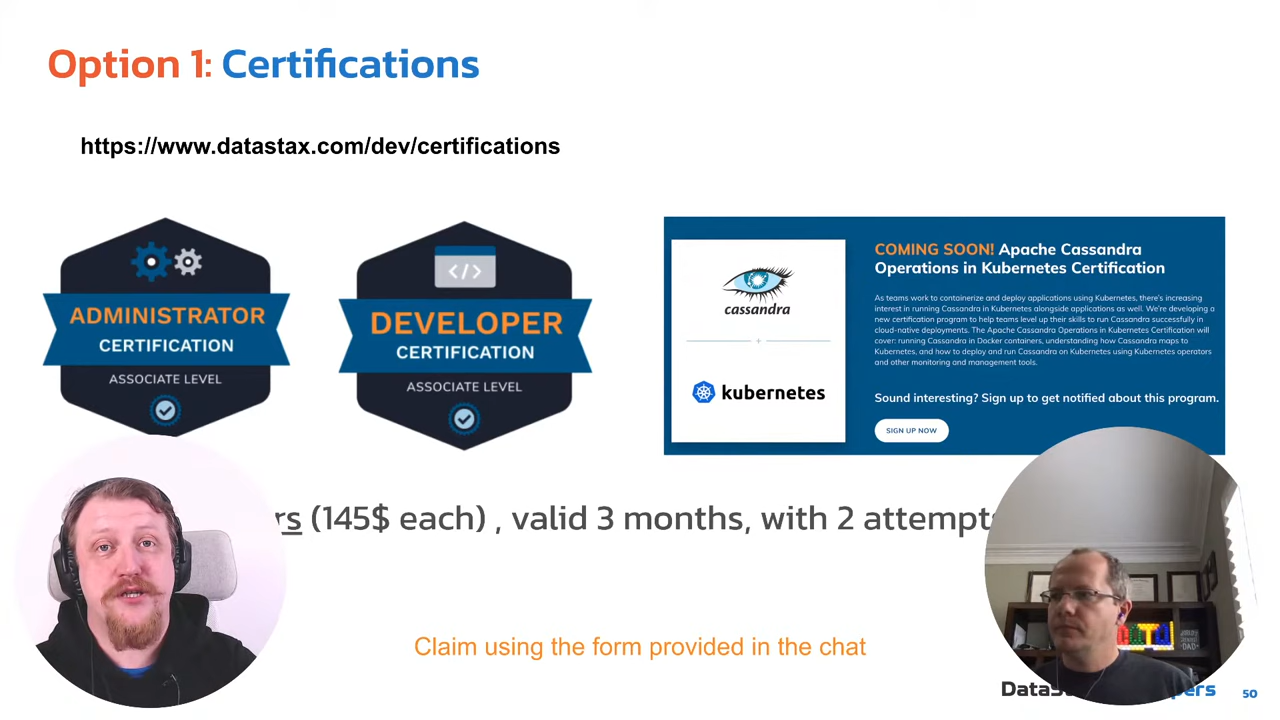 Option 1: Certifications
https://www.datastax.com/dev/certifications
ADMINISTRATOR
CERTIFICATION
ASSOCIATE LEVEL
DEVELOPER
CERTIFICATION
ASSOCIATE LEVEL
cassandra
kubernetes
COMING SOON! Apache Cassandra
Operations in Kubernetes Certification
As teams work to containerize and deploy applications using Kubernetes, there's increasing
interest in running Cassandra in Kubernetes alongside applications as well. We're developing a
new certification program to help teams level up their skills to run Cassandra successfully in
cloud-native deployments. The Apache Cassandra Operations in Kubernetes Certification will
cover: running Cassandra in Docker containers, understanding how Cassandra maps to
Kubernetes, and how to deploy and run Cassandra on Kubernetes using Kubernetes operators
and other monitoring and management tools.
Sound interesting? Sign up to get notified about this program.
SIGN UP NOW
rs (145$ each) , valid 3 months, with 2 attempts
Claim using the form provided in the chat
DATA
DAD
50